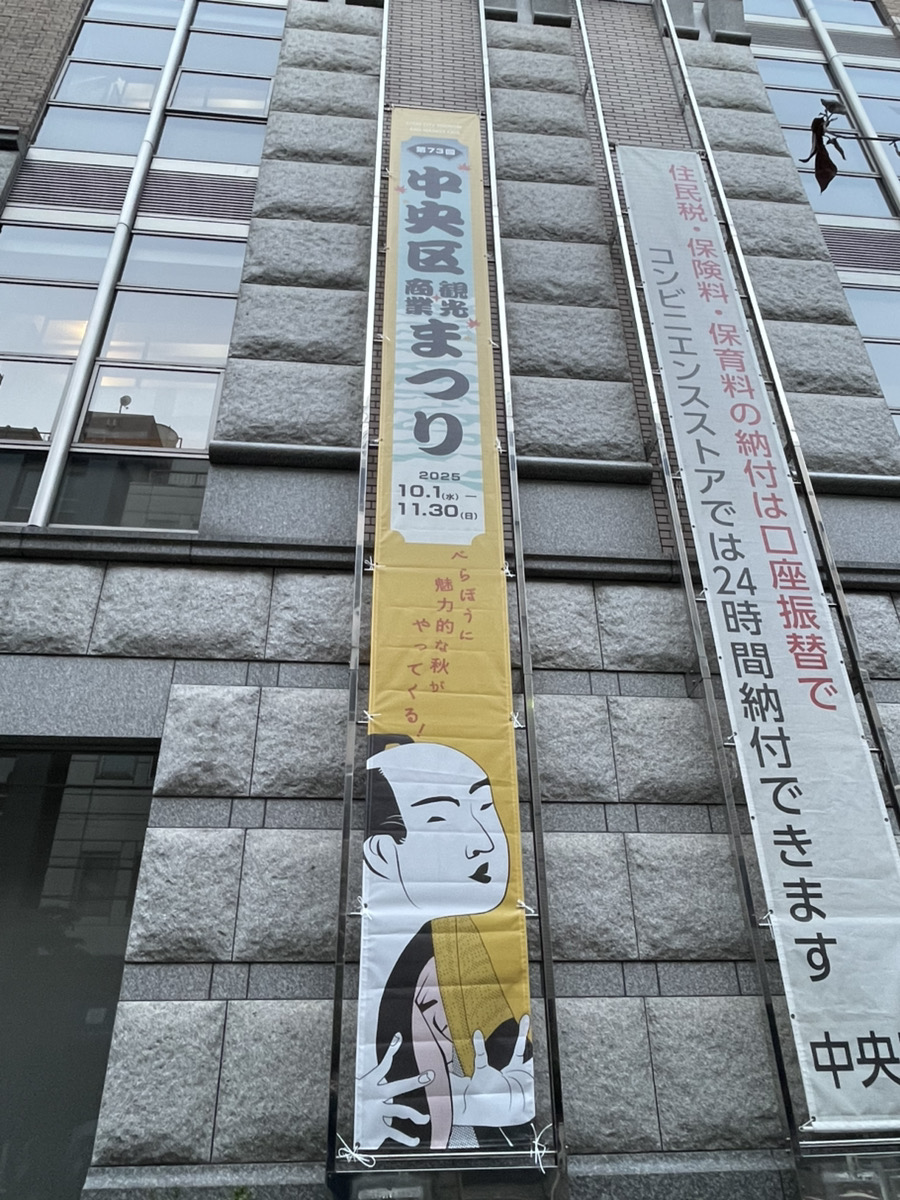 第73回
中央区
観光
商業
まつり
2025
10.1(水)―
11.30(日)
べらぼうに
魅力的な秋が
やってくる!
住民税・保険料・保育料の納付は口座振替で
コンビニエンスストアでは24時間納付できます
中央